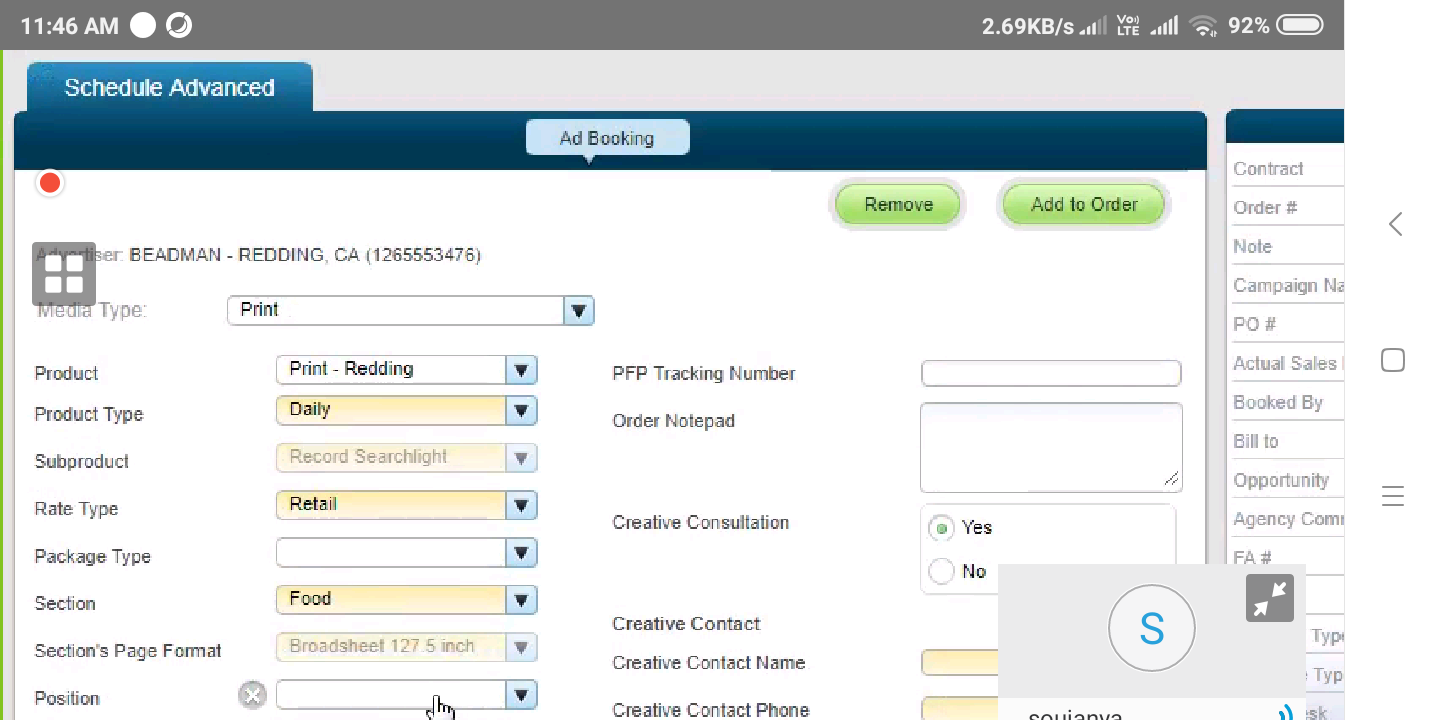 11:46 AM 2.69KB/s Vo) LTE 92%
Schedule Advanced
Ad Booking
Remove Add to Order
Advertiser: BEADMAN - REDDING, CA (1265553476)
Media Type: Print
Product Print - Redding
Product Type Daily
Subproduct Record Searchlight
Rate Type Retail
Package Type
Section Food
Section's Page Format Broadsheet 127.5 inch
Position
PFP Tracking Number
Order Notepad
Creative Consultation
Yes
No
Creative Contact
Creative Contact Name
Creative Contact Phone
Contract
Order #
Note
Campaign Na
PO #
Actual Sales
Booked By
Bill to
Opportunity
Agency Com
FA #
Type
Typ
sk
S
soujanya